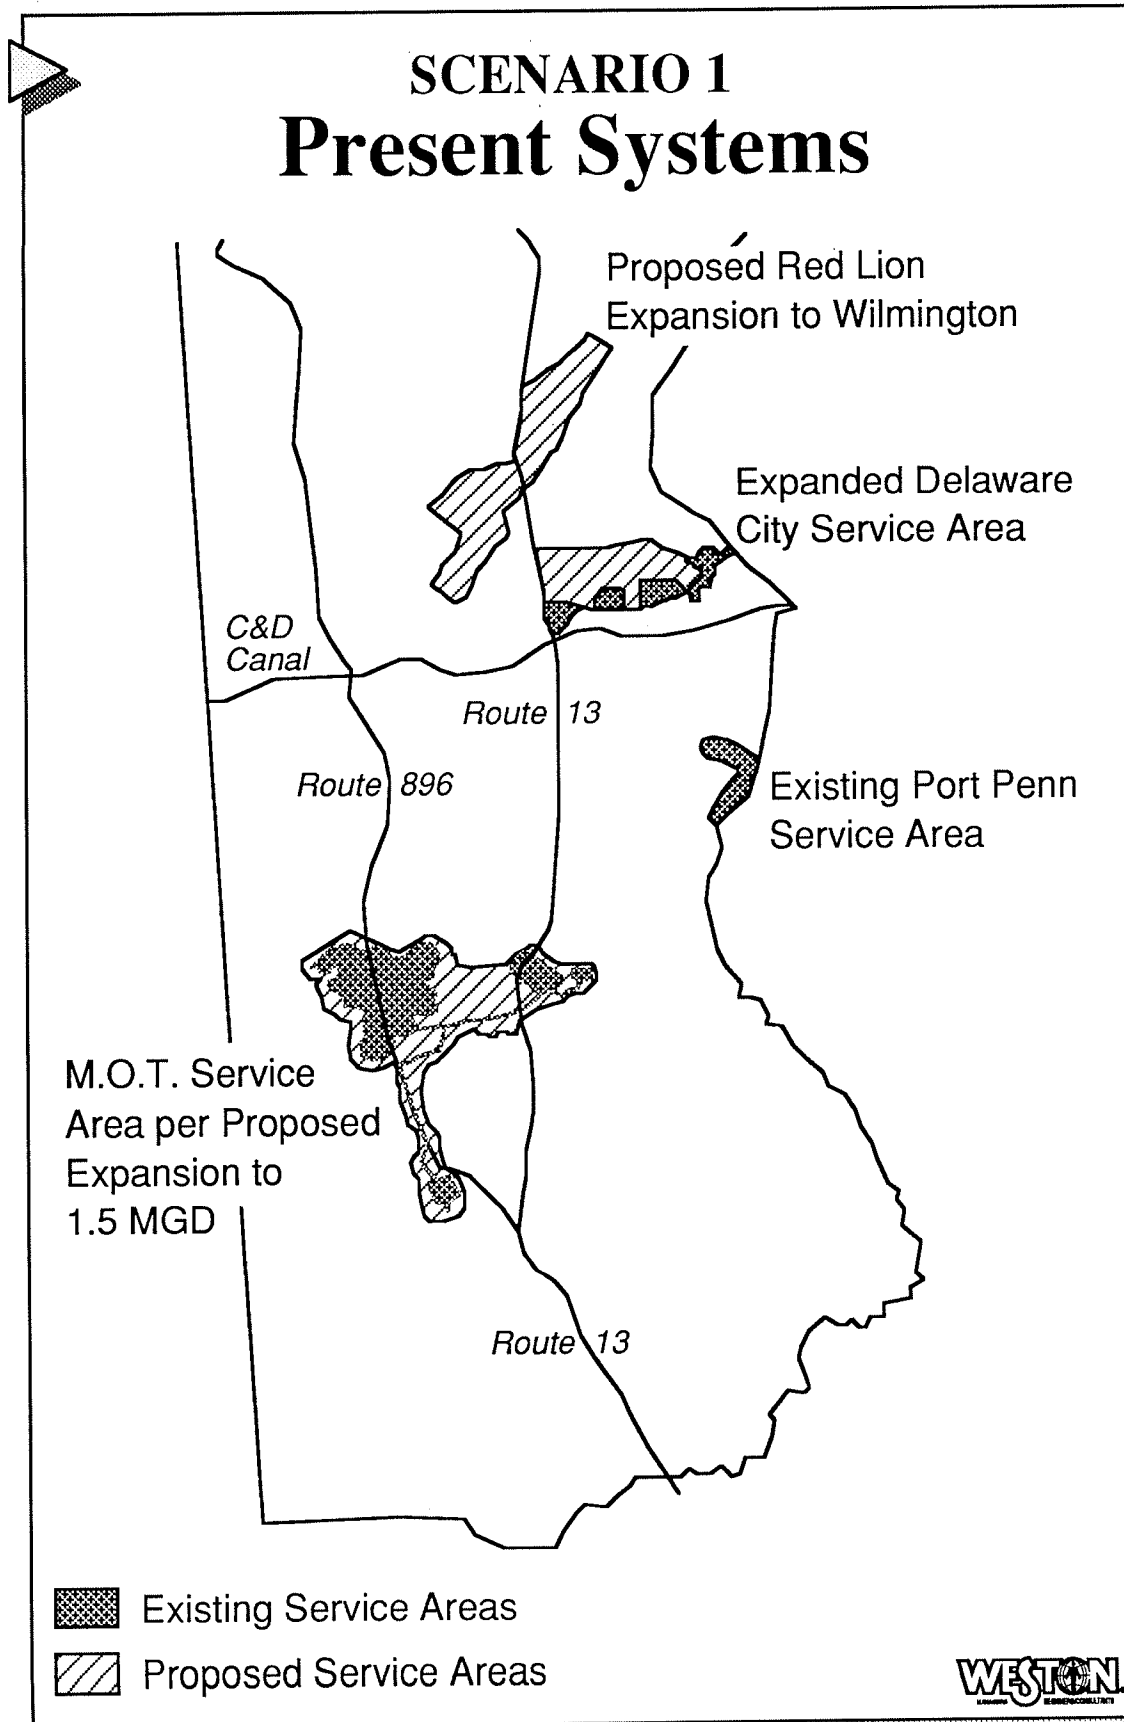 SCENARIO 1
Present Systems
Proposed Red Lion
Expansion to Wilmington
Expanded Delaware
City Service Area
C&D
Canal
Route 13
Route 896
Existing Port Penn
Service Area
M.O.T. Service
Area per Proposed
Expansion to
1.5 MGD
Route 13
Existing Service Areas
Proposed Service Areas
WESTON